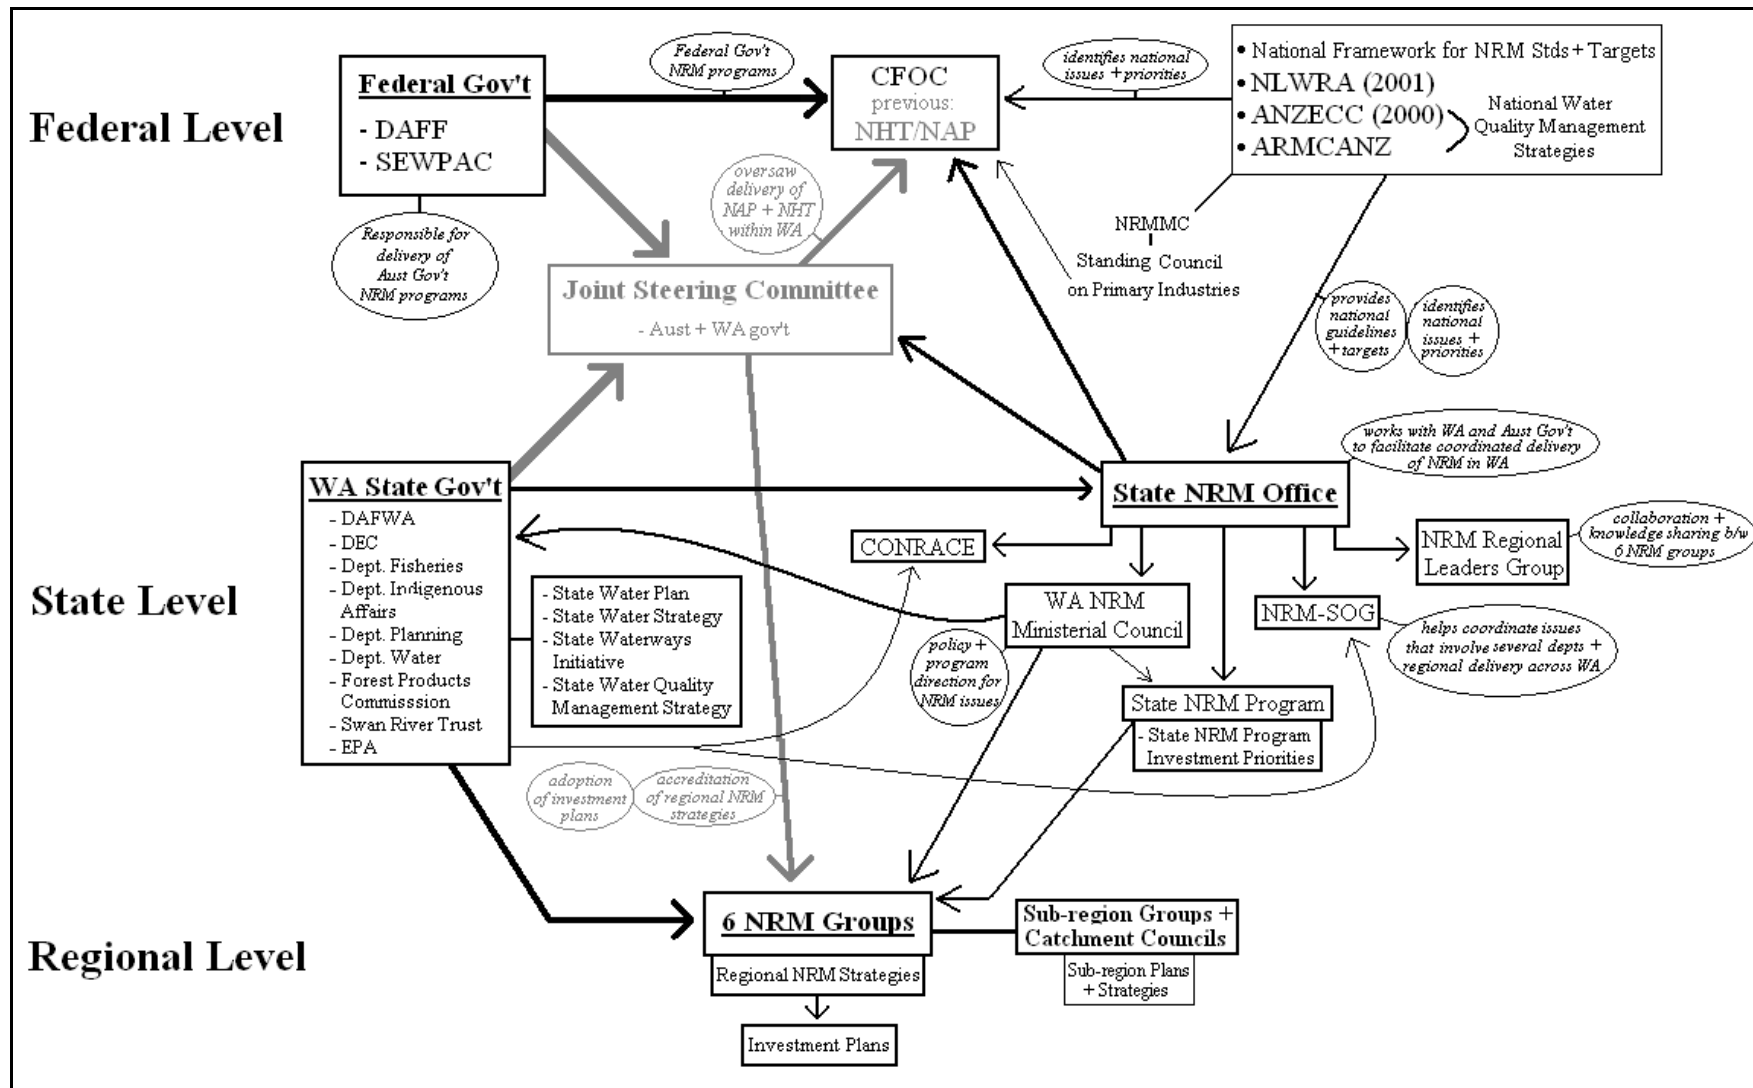 Federal Level
Federal Gov't
- DAFF
- SEWPAC
Responsible for
delivery of
Aust Gov't
NRM programs
Federal Gov't
NRM programs
CFOC
previous:
NHT/NAP
identifies national
issues + priorities
• National Framework for NRM Stds + Targets
• NLWRA (2001)
• ANZECC (2000)
• ARMCANZ
National Water
Quality Management
Strategies
oversaw
delivery of
NAP + NHT
within WA
Joint Steering Committee
- Aust + WA gov't
NRMMC
Standing Council
on Primary Industries
provides
national
guidelines
+ targets
identifies
national
issues +
priorities
State Level
WA State Gov't
- DAFWA
- DEC
- Dept. Fisheries
- Dept. Indigenous
Affairs
- Dept. Planning
- Dept. Water
- Forest Products
Commisssion
- Swan River Trust
- EPA
- State Water Plan
- State Water Strategy
- State Waterways
Initiative
- State Water Quality
Management Strategy
State NRM Office
works with WA and Aust Gov't
to facilitate coordinated delivery
of NRM in WA
CONRACE
WA NRM
Ministerial Council
policy +
program
direction for
NRM issues
State NRM Program
- State NRM Program
Investment Priorities
NRM-SOG
helps coordinate issues
that involve several depts +
regional delivery across WA
NRM Regional
Leaders Group
collaboration +
knowledge sharing b/w
6 NRM groups
adoption
of investment
plans
accreditation
of regional NRM
strategies
Regional Level
6 NRM Groups
Regional NRM Strategies
Investment Plans
Sub-region Groups +
Catchment Councils
Sub-region Plans
+ Strategies